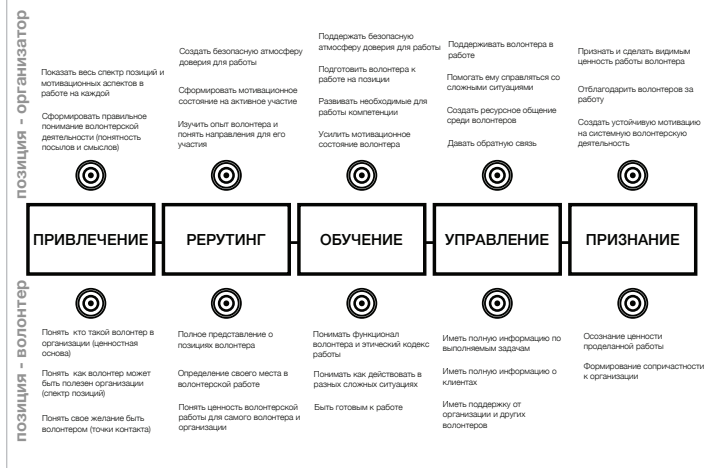 позиция - организатор
Показать весь спектр позиций и
мотивационных аспектов в
работе на каждой
Сформировать правильное
понимание волонтерской
деятельности (понятность
посылов и смыслов)
Создать безопасную атмосферу
доверия для работы
Сформировать мотивационное
состояние на активное участие
Изучить опыт волонтера и
понять направления для его
участия
Поддержать безопасную
атмосферу доверия для работы
Подготовить волонтера к
работе на позиции
Развивать необходимые для
работы компетенции
Усилить мотивационное
состояние волонтера
Поддерживать волонтера в
работе
Помогать ему справляться со
сложными ситуациями
Создать ресурсное общение
среди волонтеров
Давать обратную связь
Признать и сделать видимым
ценность работы волонтера
Отблагодарить волонтеров за
работу
Создать устойчивую мотивацию
на системную волонтерскую
деятельность
ПРИВЛЕЧЕНИЕ
РЕРУТИНГ
ОБУЧЕНИЕ
УПРАВЛЕНИЕ
ПРИЗНАНИЕ
позиция - волонтер
Понять кто такой волонтер в
организации (ценностная
основа)
Понять как волонтер может
быть полезен организации
(спектр позиций)
Понять свое желание быть
волонтером (точки контакта)
Полное представление о
позициях волонтера
Определение своего места в
волонтерской работе
Понять ценность волонтерской
работы для самого волонтера и
организации
Понимать функционал
волонтера и этический кодекс
работы
Понимать как действовать в
разных сложных ситуациях
Быть готовым к работе
Иметь полную информацию по
выполняемым задачам
Иметь полную информацию о
клиентах
Иметь поддержку от
организации и других
волонтеров
Осознание ценности
проделанной работы
Формирование сопричастности
к организации